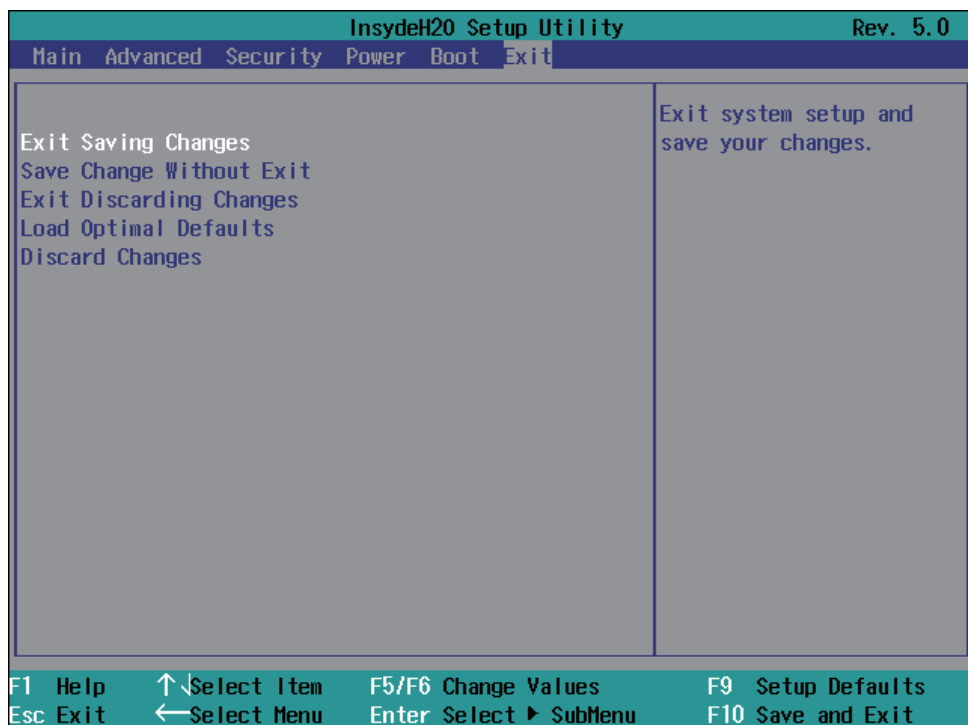 InsydeH20 Setup Utility Rev. 5.0
Main Advanced Security Power Boot Exit
Exit Saving Changes
Save Change Without Exit
Exit Discarding Changes
Load Optimal Defaults
Discard Changes
Exit system setup and
save your changes.
F1 Help ↑↓Select Item F5/F6 Change Values F9 Setup Defaults
Esc Exit ←Select Menu Enter Select ▶ SubMenu F10 Save and Exit